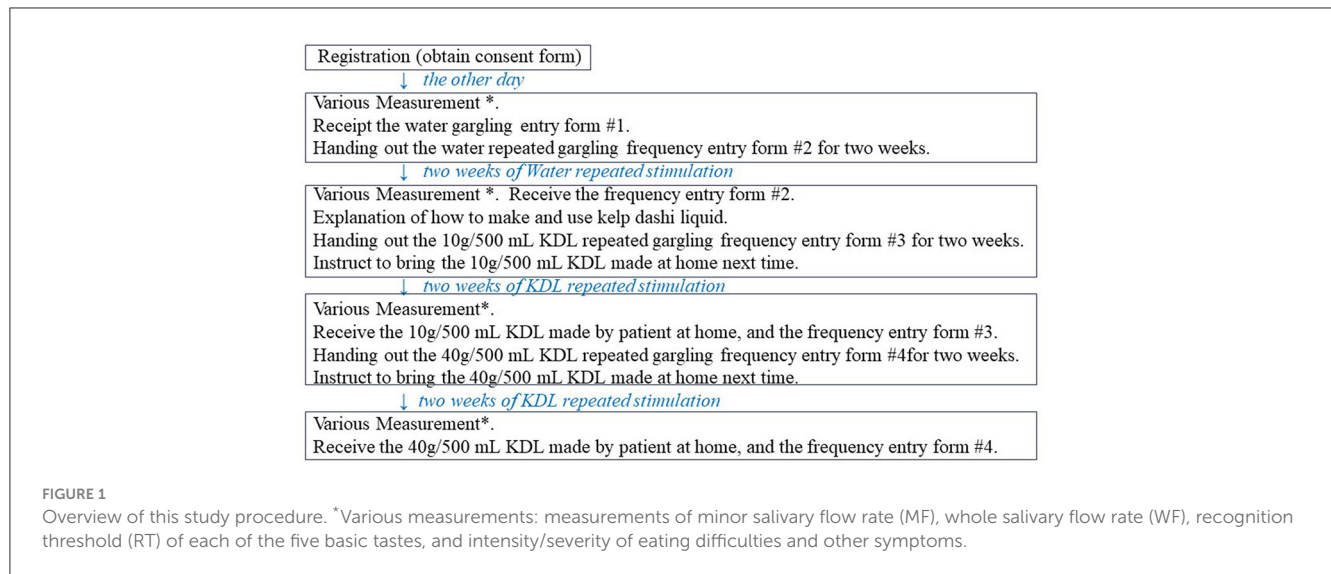 Registration (obtain consent form)
↓ the other day
Various Measurement *.
Receipt the water gargling entry form #1.
Handing out the water repeated gargling frequency entry form #2 for two weeks.
↓ two weeks of Water repeated stimulation
Various Measurement *. Receive the frequency entry form #2.
Explanation of how to make and use kelp dashi liquid.
Handing out the 10g/500 mL KDL repeated gargling frequency entry form #3 for two weeks.
Instruct to bring the 10g/500 mL KDL made at home next time.
↓ two weeks of KDL repeated stimulation
Various Measurement*.
Receive the 10g/500 mL KDL made by patient at home, and the frequency entry form #3.
Handing out the 40g/500 mL KDL repeated gargling frequency entry form #4for two weeks.
Instruct to bring the 40g/500 mL KDL made at home next time.
↓ two weeks of KDL repeated stimulation
Various Measurement*.
Receive the 40g/500 mL KDL made by patient at home, and the frequency entry form #4.
FIGURE 1
Overview of this study procedure. *Various measurements: measurements of minor salivary flow rate (MF), whole salivary flow rate (WF), recognition
threshold (RT) of each of the five basic tastes, and intensity/severity of eating difficulties and other symptoms.